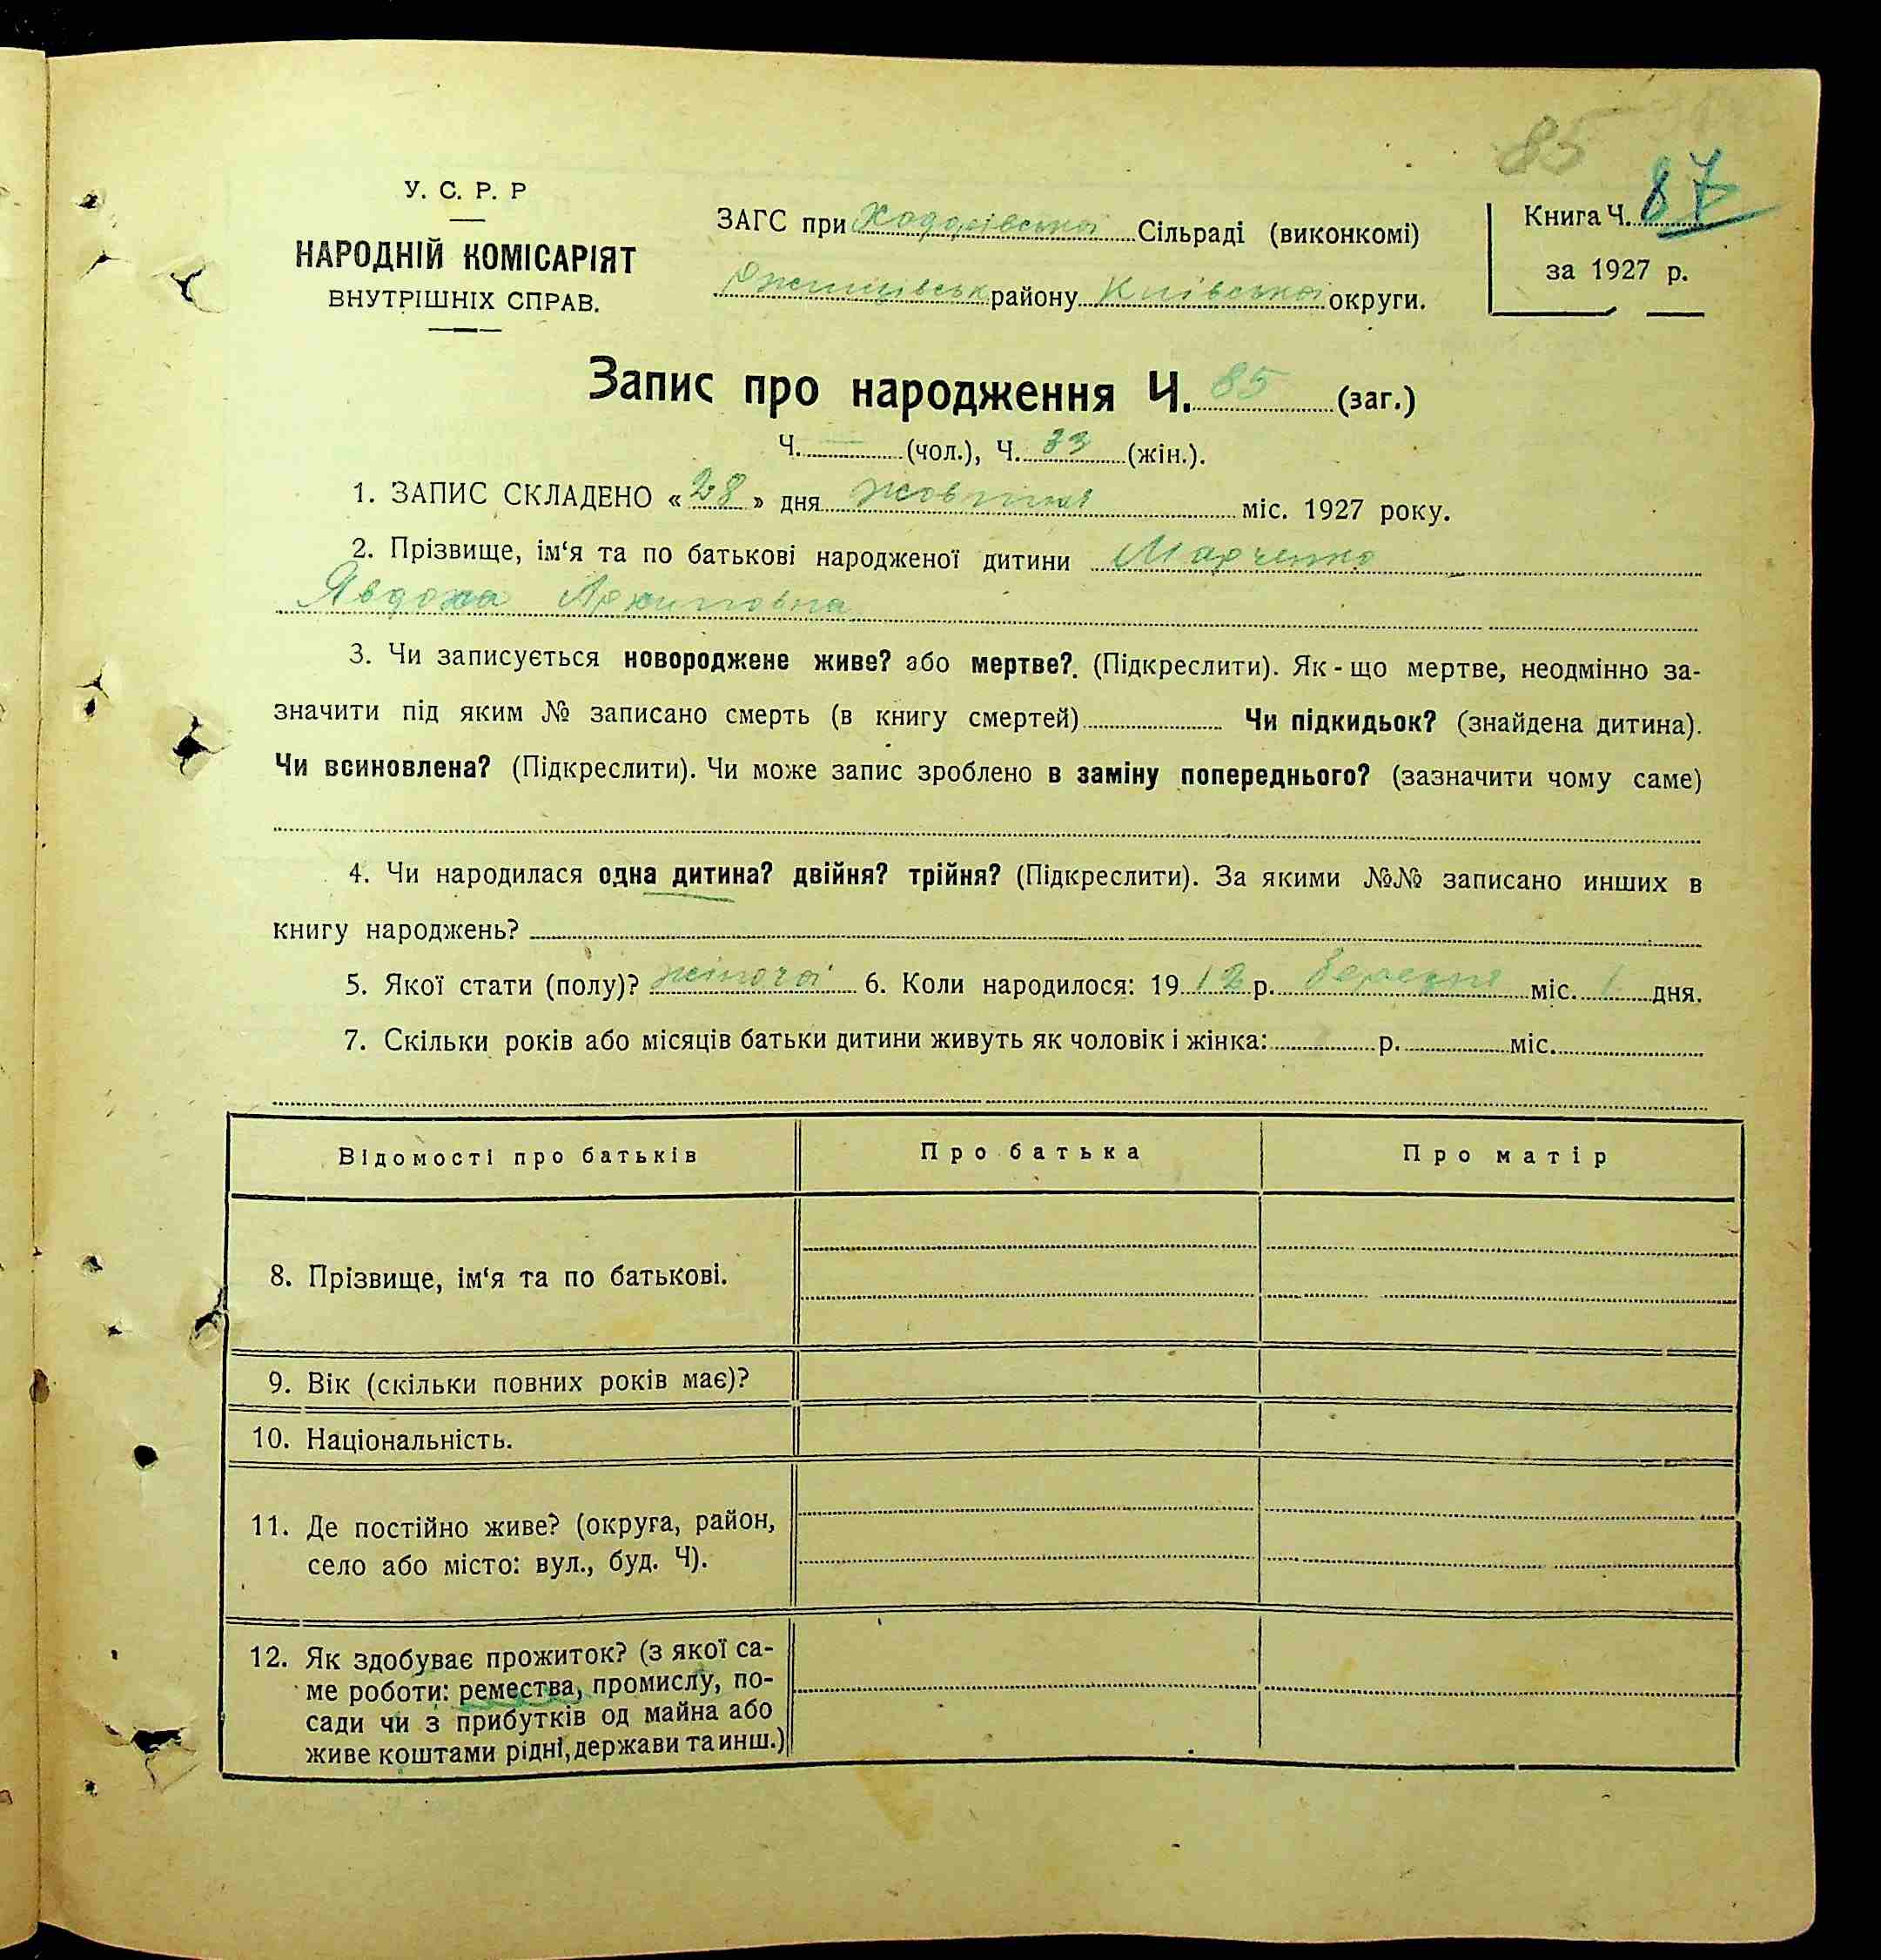 85
У. С. Р. Р
НАРОДНІЙ КОМІСАРІЯТ
ВНУТРІШНІХ СПРАВ.
ЗАГС при Ходорівській Сільраді (виконкомі)
Ржищівськ району Київської округи.
Книга Ч. 87
за 1927 р.
Запис про народження Ч. 85 (заг.)
Ч. — (чол.), Ч. 33 (жін.).
1. ЗАПИС СКЛАДЕНО « 28 » дня жовтня міс. 1927 року.
2. Прізвище, ім‘я та по батькові народженої дитини Марченко
Явдоха Архиповна
3. Чи записується новороджене живе? або мертве?. (Підкреслити). Як - що мертве, неодмінно за-
значити під яким № записано смерть (в книгу смертей) Чи підкидьок? (знайдена дитина).
Чи всиновлена? (Підкреслити). Чи може запис зроблено в заміну попереднього? (зазначити чому саме)
4. Чи народилася одна дитина? двійня? трійня? (Підкреслити). За якими №№ записано инших в
книгу народжень?
5. Якої стати (полу)? жіночої 6. Коли народилося: 19 12 р. березня міс. 1 дня.
7. Скільки років або місяців батьки дитини живуть як чоловік і жінка: р. міс.
Відомості про батьків Про батька Про матір
8. Прізвище, ім‘я та по батькові.
9. Вік (скільки повних років має)?
10. Національність.
11. Де постійно живе? (округа, район,
село або місто: вул., буд. Ч).
12. Як здобуває прожиток? (з якої са-
ме роботи: ремества, промислу, по-
сади чи з прибутків од майна або
живе коштами рідні, держави та инш.)